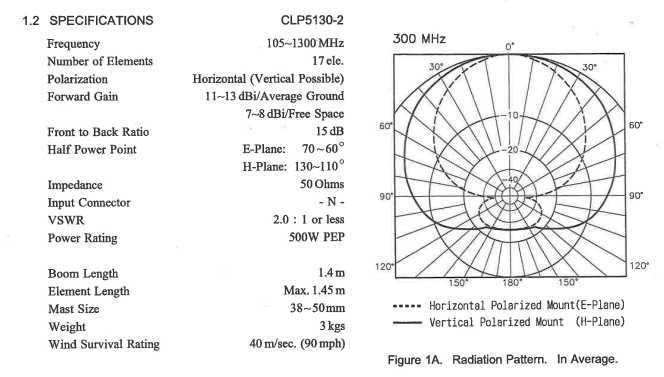 1.2 SPECIFICATIONS CLP5130-2
Frequency 105~1300 MHz
Number of Elements 17 ele.
Polarization Horizontal (Vertical Possible)
Forward Gain 11~13 dBi/Average Ground
7~8 dBi/Free Space
Front to Back Ratio 15 dB
Half Power Point E-Plane: 70~60°
H-Plane: 130~110°
Impedance 50 Ohms
Input Connector - N -
VSWR 2.0 : 1 or less
Power Rating 500W PEP
Boom Length 1.4 m
Element Length Max. 1.45 m
Mast Size 38~50mm
Weight 3 kgs
Wind Survival Rating 40 m/sec. (90 mph)
300 MHz
0°
30° 30°
60° 60°
-10
-20
-40
90° 90°
120° 120°
150° 180° 150°
Horizontal Polarized Mount(E-Plane)
Vertical Polarized Mount (H-Plane)
Figure 1A. Radiation Pattern. In Average.